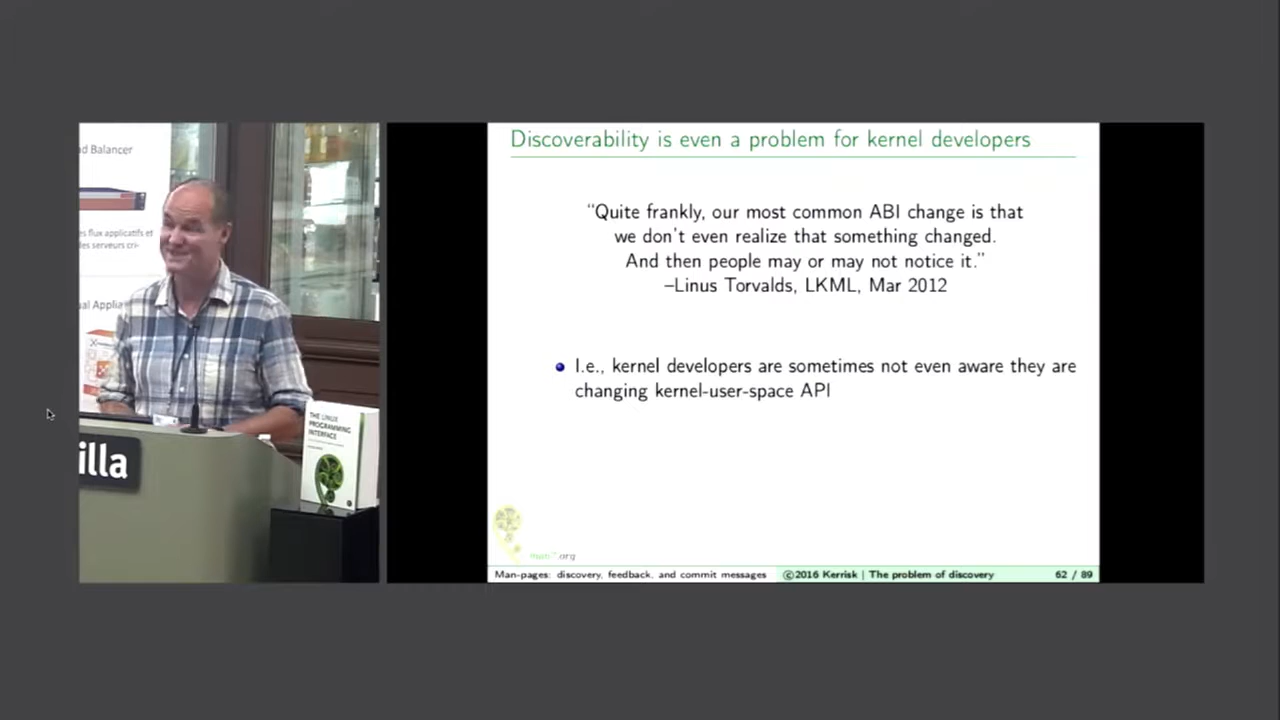 ad Balancer
es flux applicatifs et
des serveurs cri-
ual Applia
THE LINUX
PROGRAMMING
INTERFACE
illa
Discoverability is even a problem for kernel developers
“Quite frankly, our most common ABI change is that
we don't even realize that something changed.
And then people may or may not notice it.”
–Linus Torvalds, LKML, Mar 2012
I.e., kernel developers are sometimes not even aware they are
changing kernel-user-space API
man7.org
Man-pages: discovery, feedback, and commit messages
©2016 Kerrisk | The problem of discovery
62 / 89